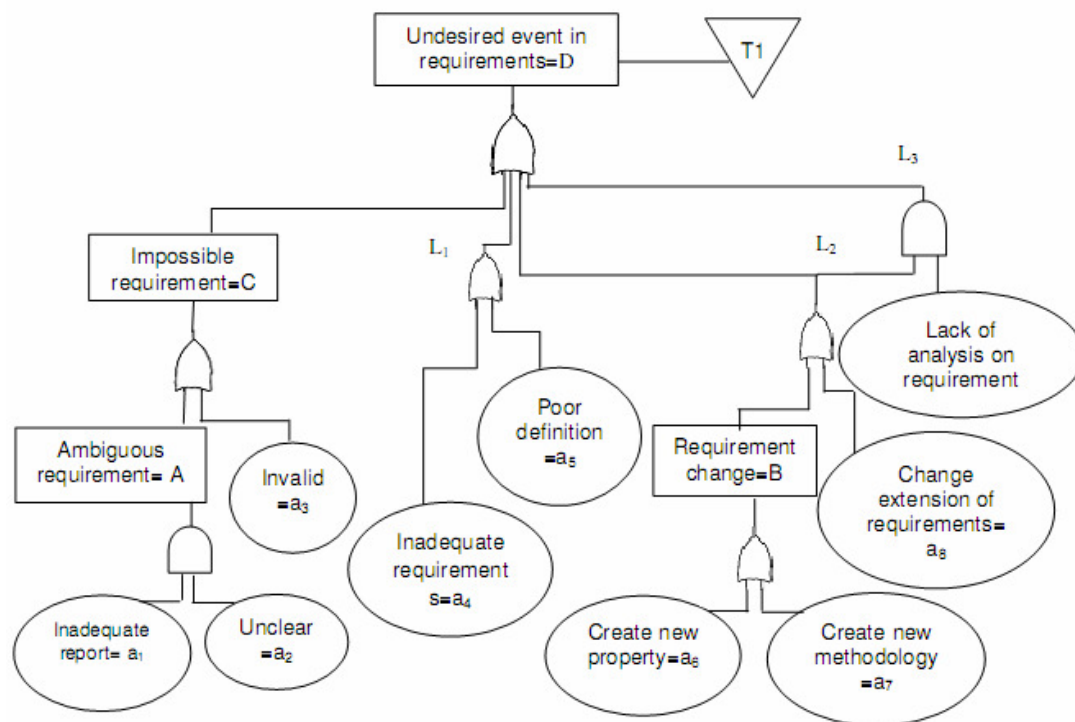 Undesired event in
requirements=D
T1
L₃
L₁
L₂
Impossible
requirement=C
Lack of
analysis on
requirement
Ambiguous
requirement= A
Invalid
=a₃
Poor
definition
=a₅
Requirement
change=B
Change
extension of
requirements=
a₈
Inadequate
requirement
s=a₄
Inadequate
report= a₁
Unclear
=a₂
Create new
property=a₆
Create new
methodology
=a₇